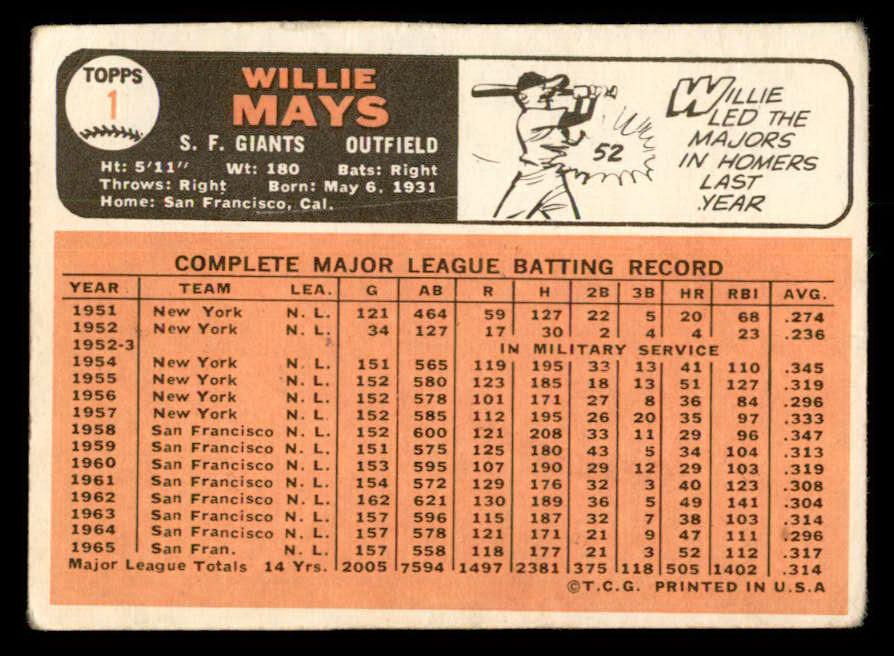 TOPPS
1
WILLIE
MAYS
S. F. GIANTS OUTFIELD
Ht: 5'11" Wt: 180 Bats: Right
Throws: Right Born: May 6, 1931
Home: San Francisco, Cal.
52
WILLIE
LED THE
MAJORS
IN HOMERS
LAST
YEAR
COMPLETE MAJOR LEAGUE BATTING RECORD
YEAR TEAM LEA. G AB R H 2B 3B HR RBI AVG.
1951 New York N. L. 121 464 59 127 22 5 20 68 .274
1952 New York N. L. 34 127 17 30 2 4 4 23 .236
1952-3 IN MILITARY SERVICE
1954 New York N. L. 151 565 119 195 33 13 41 110 .345
1955 New York N. L. 152 580 123 185 18 13 51 127 .319
1956 New York N. L. 152 578 101 171 27 8 36 84 .296
1957 New York N. L. 152 585 112 195 26 20 35 97 .333
1958 San Francisco N. L. 152 600 121 208 33 11 29 96 .347
1959 San Francisco N. L. 151 575 125 180 43 5 34 104 .313
1960 San Francisco N. L. 153 595 107 190 29 12 29 103 .319
1961 San Francisco N. L. 154 572 129 176 32 3 40 123 .308
1962 San Francisco N. L. 162 621 130 189 36 5 49 141 .304
1963 San Francisco N. L. 157 596 115 187 32 7 38 103 .314
1964 San Francisco N. L. 157 578 121 171 21 9 47 111 .296
1965 San Fran. N. L. 157 558 118 177 21 3 52 112 .317
Major League Totals 14 Yrs. 2005 7594 1497 2381 375 118 505 1402 .314
©T.C.G. PRINTED IN U.S.A